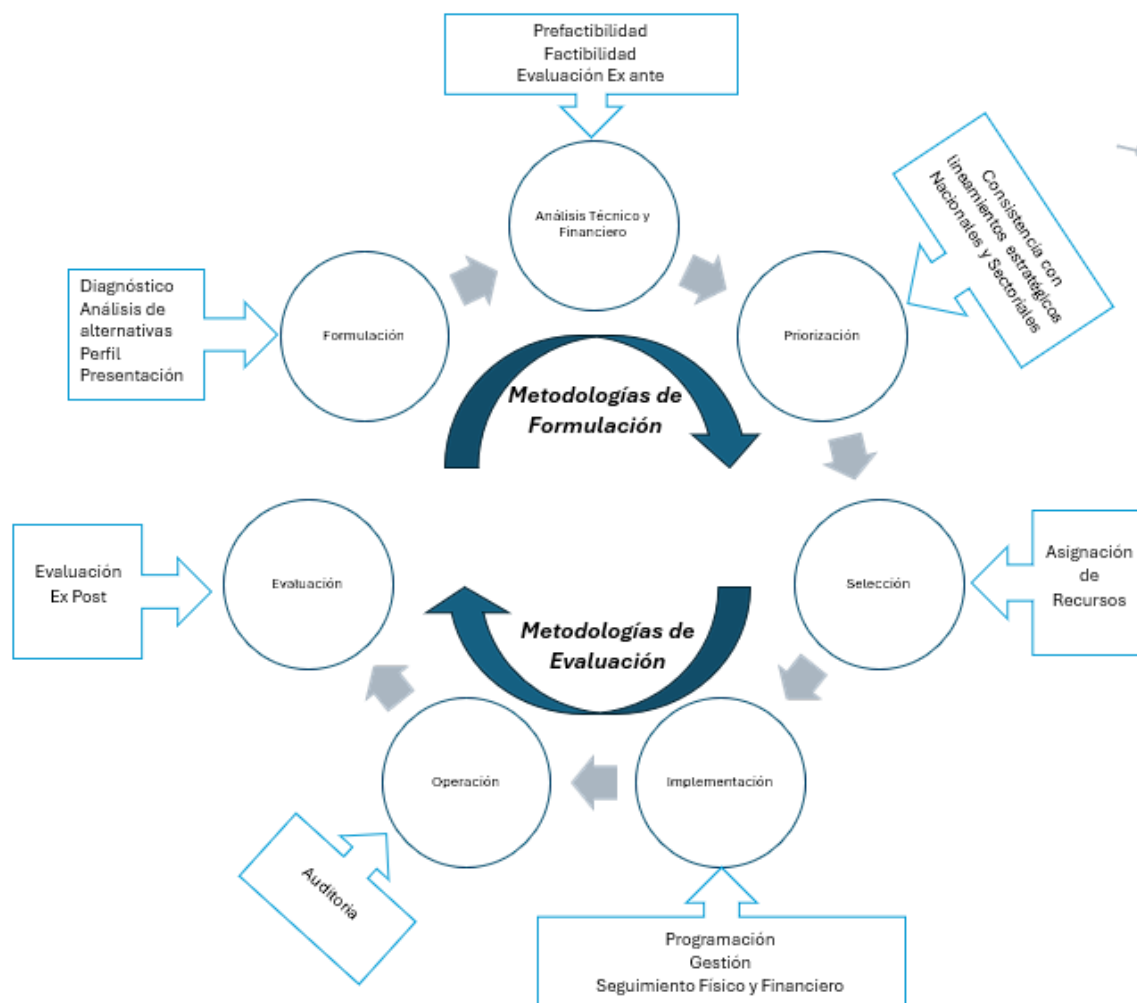 Prefactibilidad
Factibilidad
Evaluación Ex ante
Análisis Técnico y
Financiero
Consistencia con
lineamientos estratégicos
Nacionales y Sectoriales
Diagnóstico
Análisis de
alternativas
Perfil
Presentación
Formulación
Priorización
Metodologías de
Formulación
Evaluación
Ex Post
Evaluación
Selección
Asignación
de
Recursos
Metodologías de
Evaluación
Operación
Implementación
Auditoria
Programación
Gestión
Seguimiento Físico y Financiero